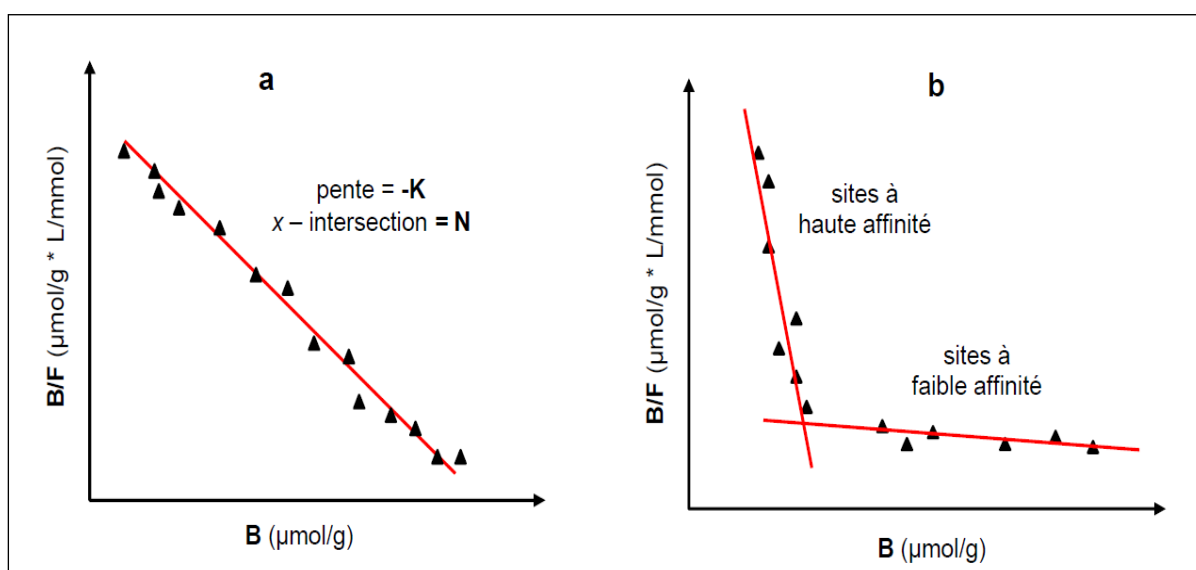 a
B/F (µmol/g * L/mmol)
pente = -K
x – intersection = N
B (µmol/g)
b
B/F (µmol/g * L/mmol)
sites à
haute affinité
sites à
faible affinité
B (µmol/g)